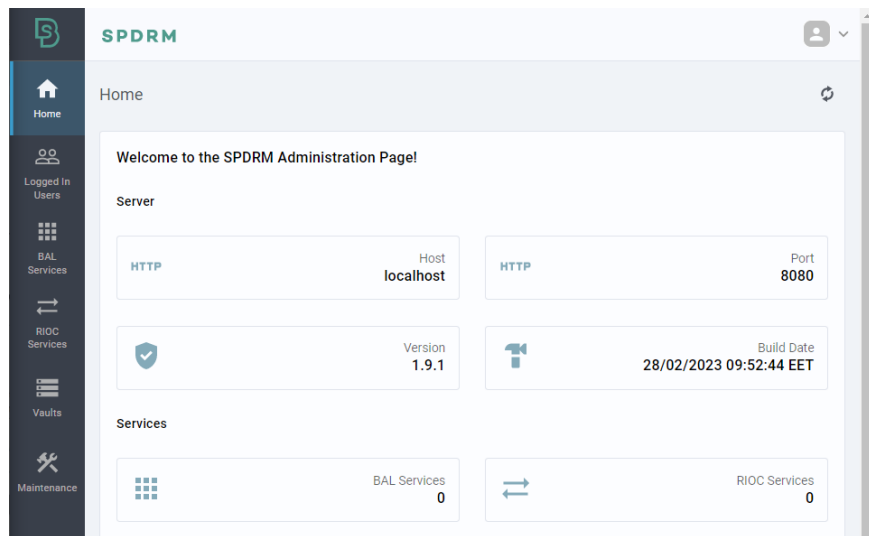 SPDRM
Home
Home
Logged In
Users
BAL
Services
RIOC
Services
Vaults
Maintenance
Welcome to the SPDRM Administration Page!
Server
HTTP
Host
localhost
HTTP
Port
8080
Version
1.9.1
Build Date
28/02/2023 09:52:44 EET
Services
BAL Services
0
RIOC Services
0